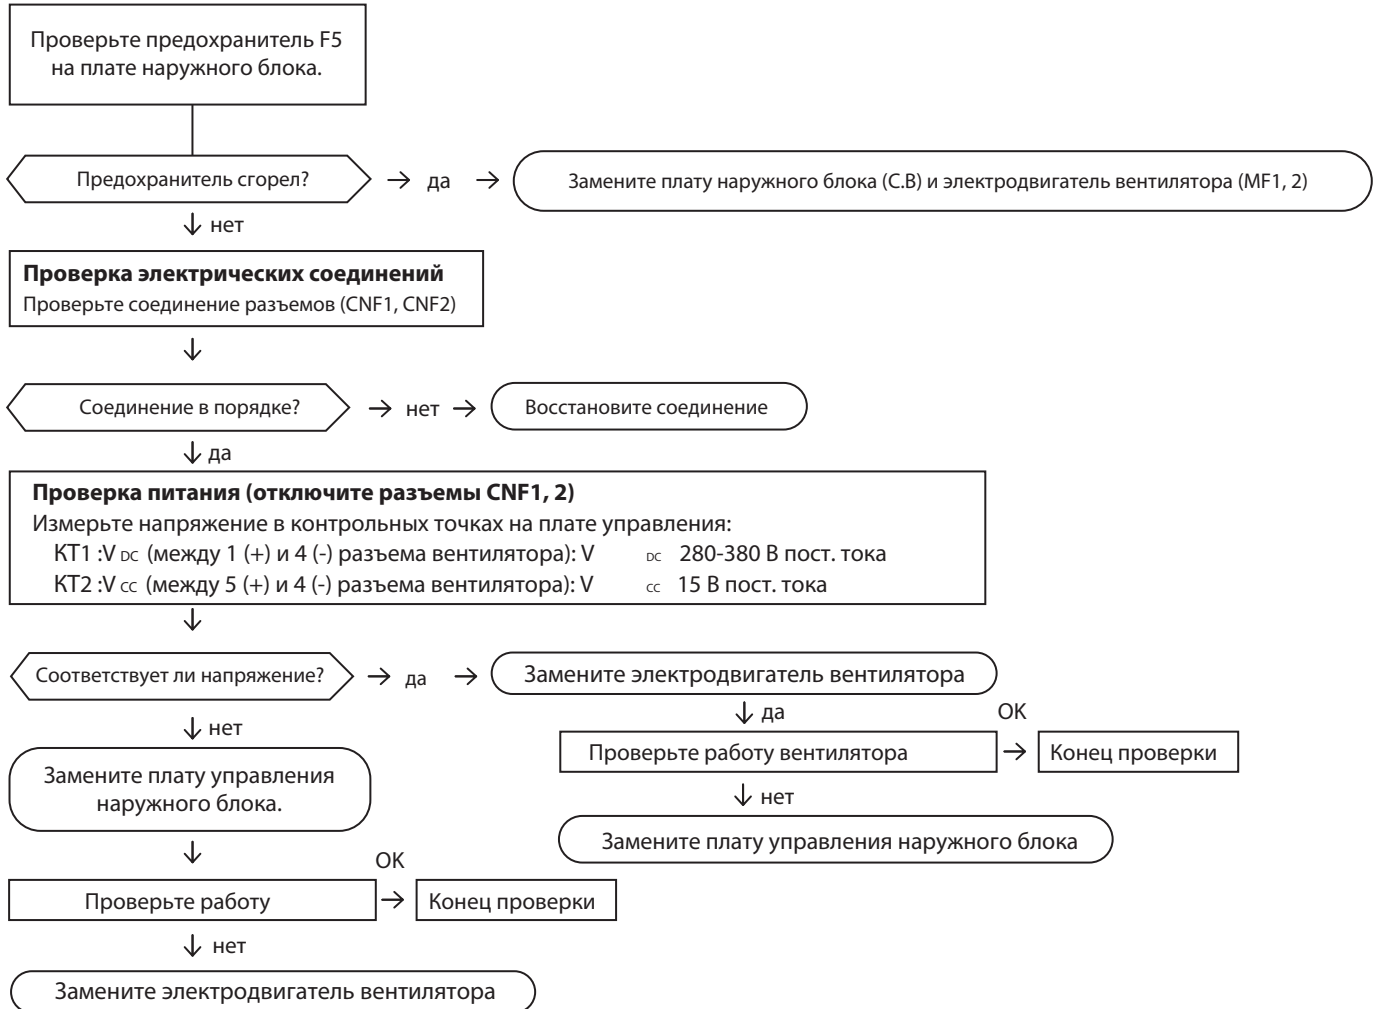 Проверьте предохранитель F5
на плате наружного блока.
Предохранитель сгорел?
да
Замените плату наружного блока (C.B) и электродвигатель вентилятора (MF1, 2)
нет
Проверка электрических соединений
Проверьте соединение разъемов (CNF1, CNF2)
Соединение в порядке?
нет
Восстановите соединение
да
Проверка питания (отключите разъемы CNF1, 2)
Измерьте напряжение в контрольных точках на плате управления:
КТ1 :V DC (между 1 (+) и 4 (-) разъема вентилятора): V DC 280-380 В пост. тока
КТ2 :V CC (между 5 (+) и 4 (-) разъема вентилятора): V CC 15 В пост. тока
Соответствует ли напряжение?
да
Замените электродвигатель вентилятора
да
OK
Проверьте работу вентилятора
Конец проверки
нет
Замените плату управления наружного блока
нет
Замените плату управления
наружного блока.
OK
Проверьте работу
Конец проверки
нет
Замените электродвигатель вентилятора